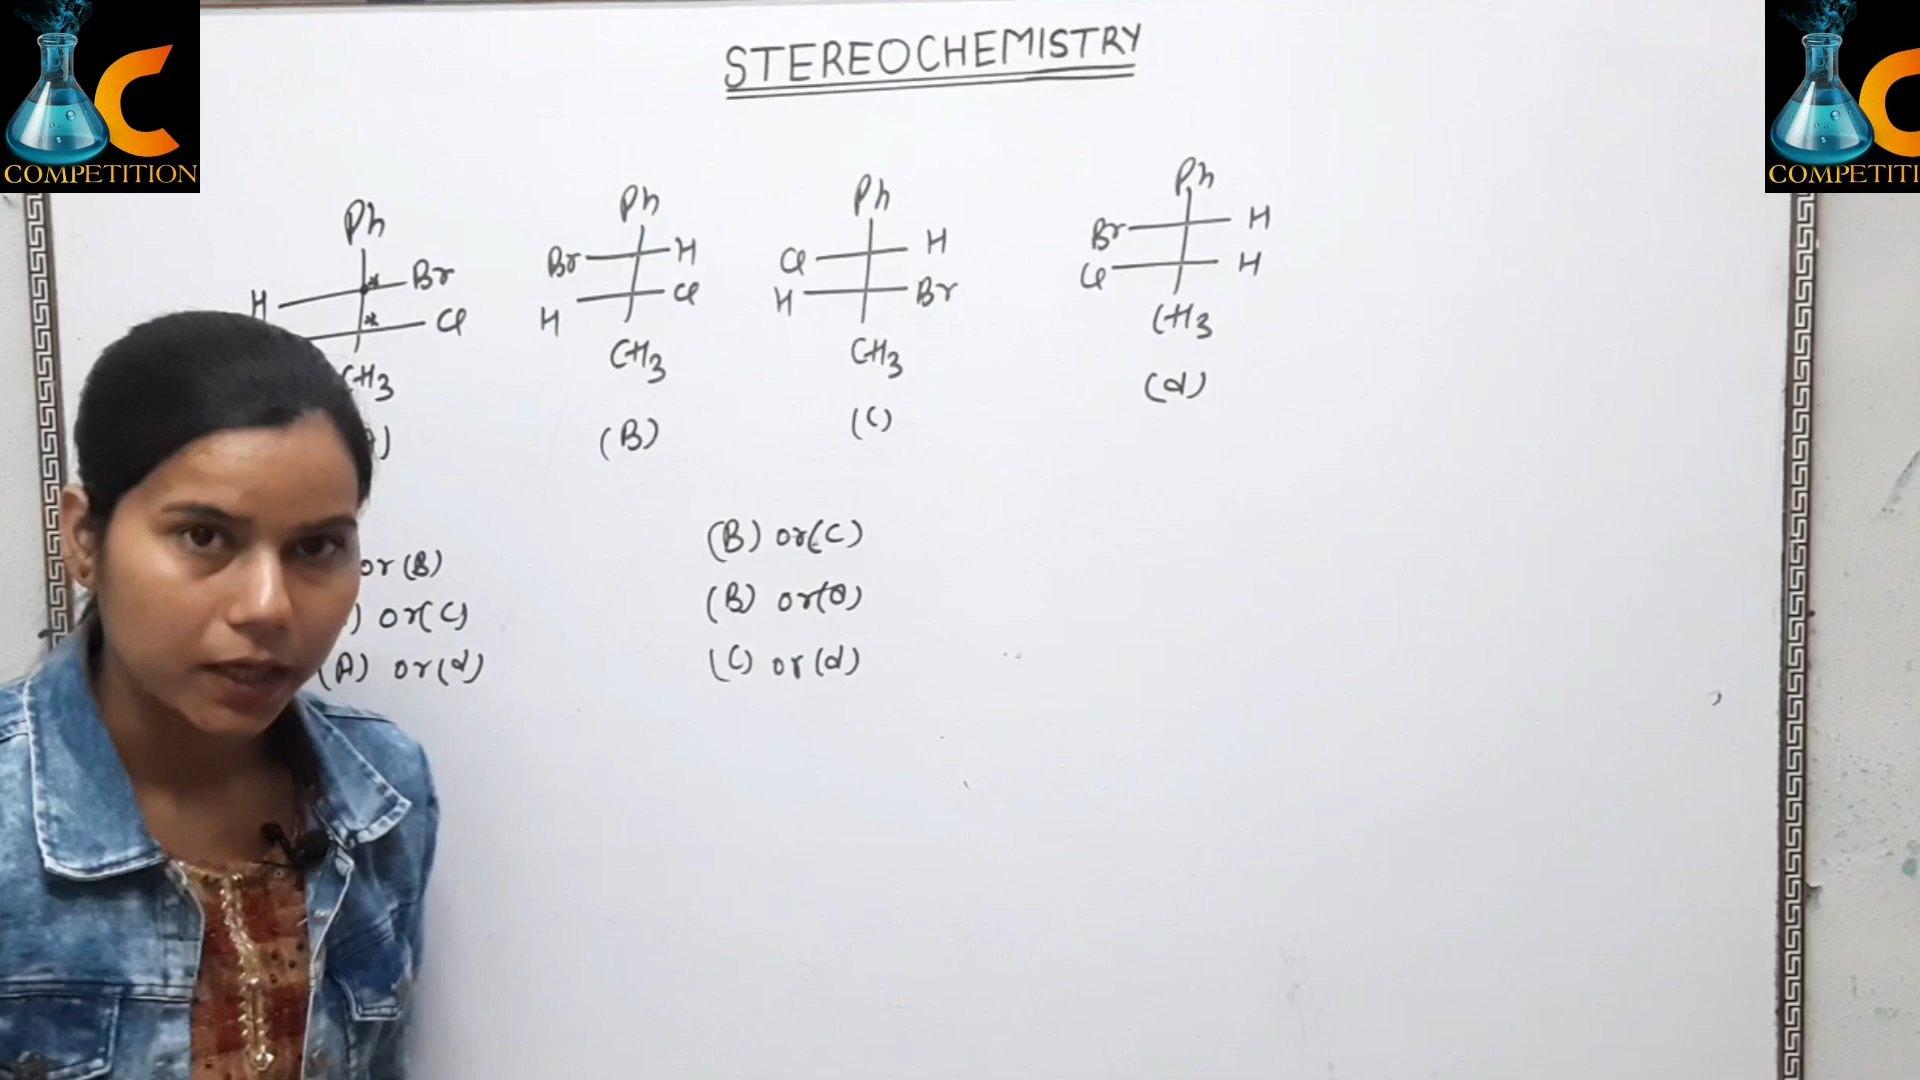 C
COMPETITION
C
COMPETITI
STEREOCHEMISTRY
Ph
H Br
Cl
CH3
Ph
Br H
H Cl
CH3
(B)
Ph
Cl H
H Br
CH3
(C)
Ph
Br H
Cl H
CH3
(d)
or (B)
) or (C)
(A) or (d)
(B) or (C)
(B) or
(C) or (d)